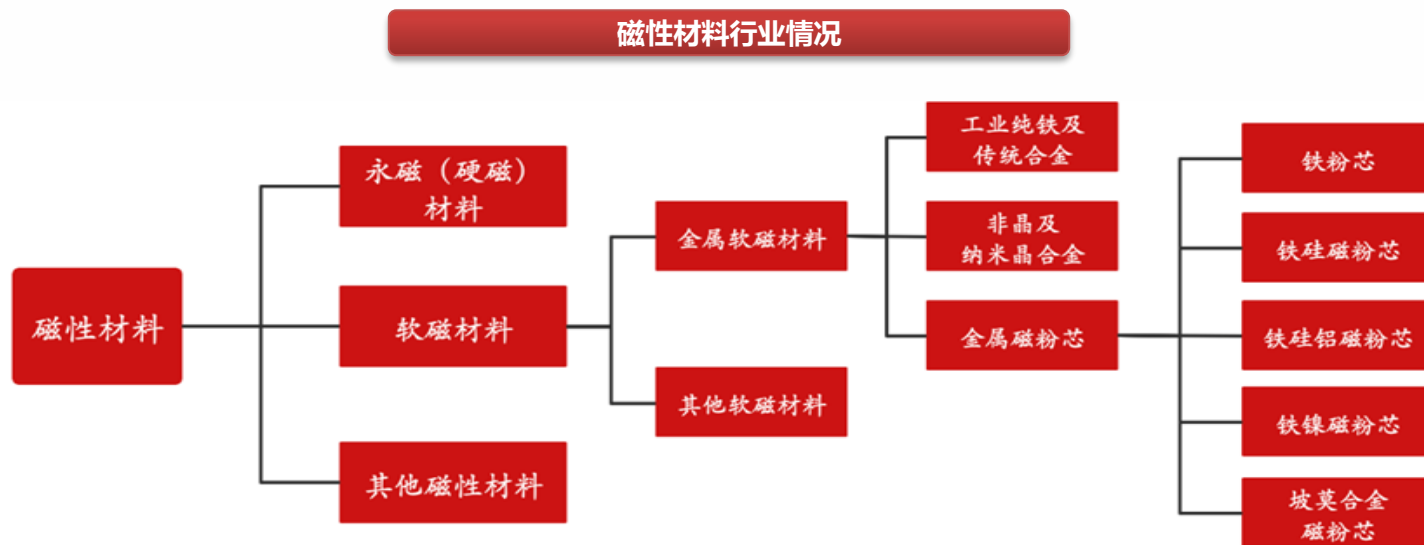 磁性材料行业情况
磁性材料
永磁（硬磁）
材料
软磁材料
其他磁性材料
金属软磁材料
其他软磁材料
工业纯铁及
传统合金
非晶及
纳米晶合金
金属磁粉芯
铁粉芯
铁硅磁粉芯
铁硅铝磁粉芯
铁镍磁粉芯
坡莫合金
磁粉芯